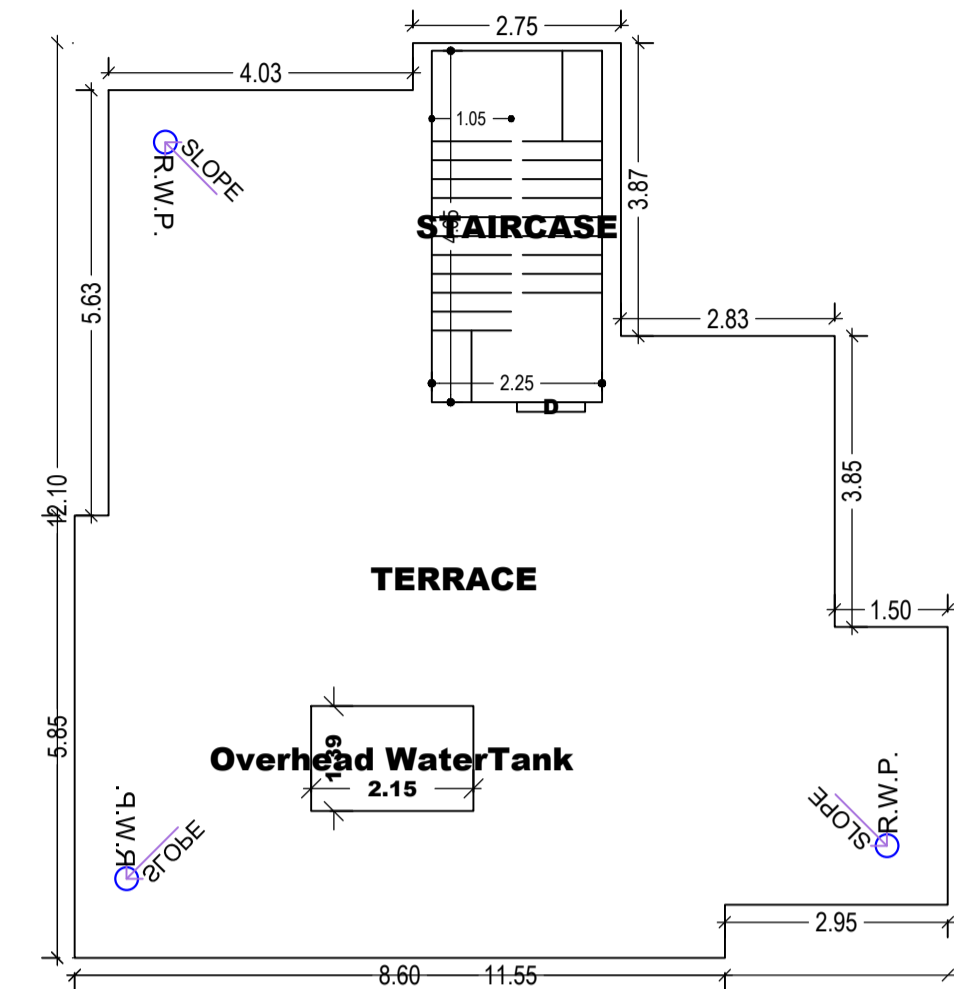 2.75
4.03
1.05
SLOPE
R.W.P.
3.87
4.65
STAIRCASE
5.63
2.83
2.25
D
12.10
3.85
TERRACE
1.50
5.85
1.39
Overhead WaterTank
2.15
R.W.P.
SLOPE
R.W.P.
SLOPE
2.95
8.60
11.55